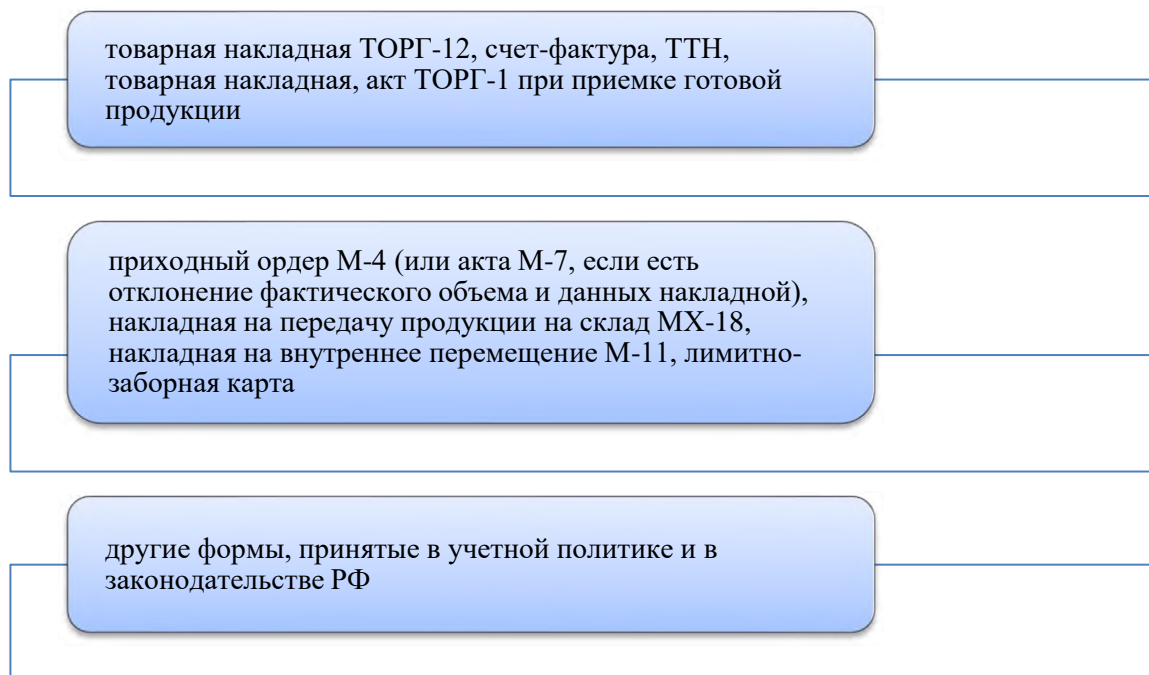 товарная накладная ТОРГ-12, счет-фактура, ТТН,
товарная накладная, акт ТОРГ-1 при приемке готовой
продукции
приходный ордер М-4 (или акта М-7, если есть
отклонение фактического объема и данных накладной),
накладная на передачу продукции на склад МХ-18,
накладная на внутреннее перемещение М-11, лимитно-
заборная карта
другие формы, принятые в учетной политике и в
законодательстве РФ